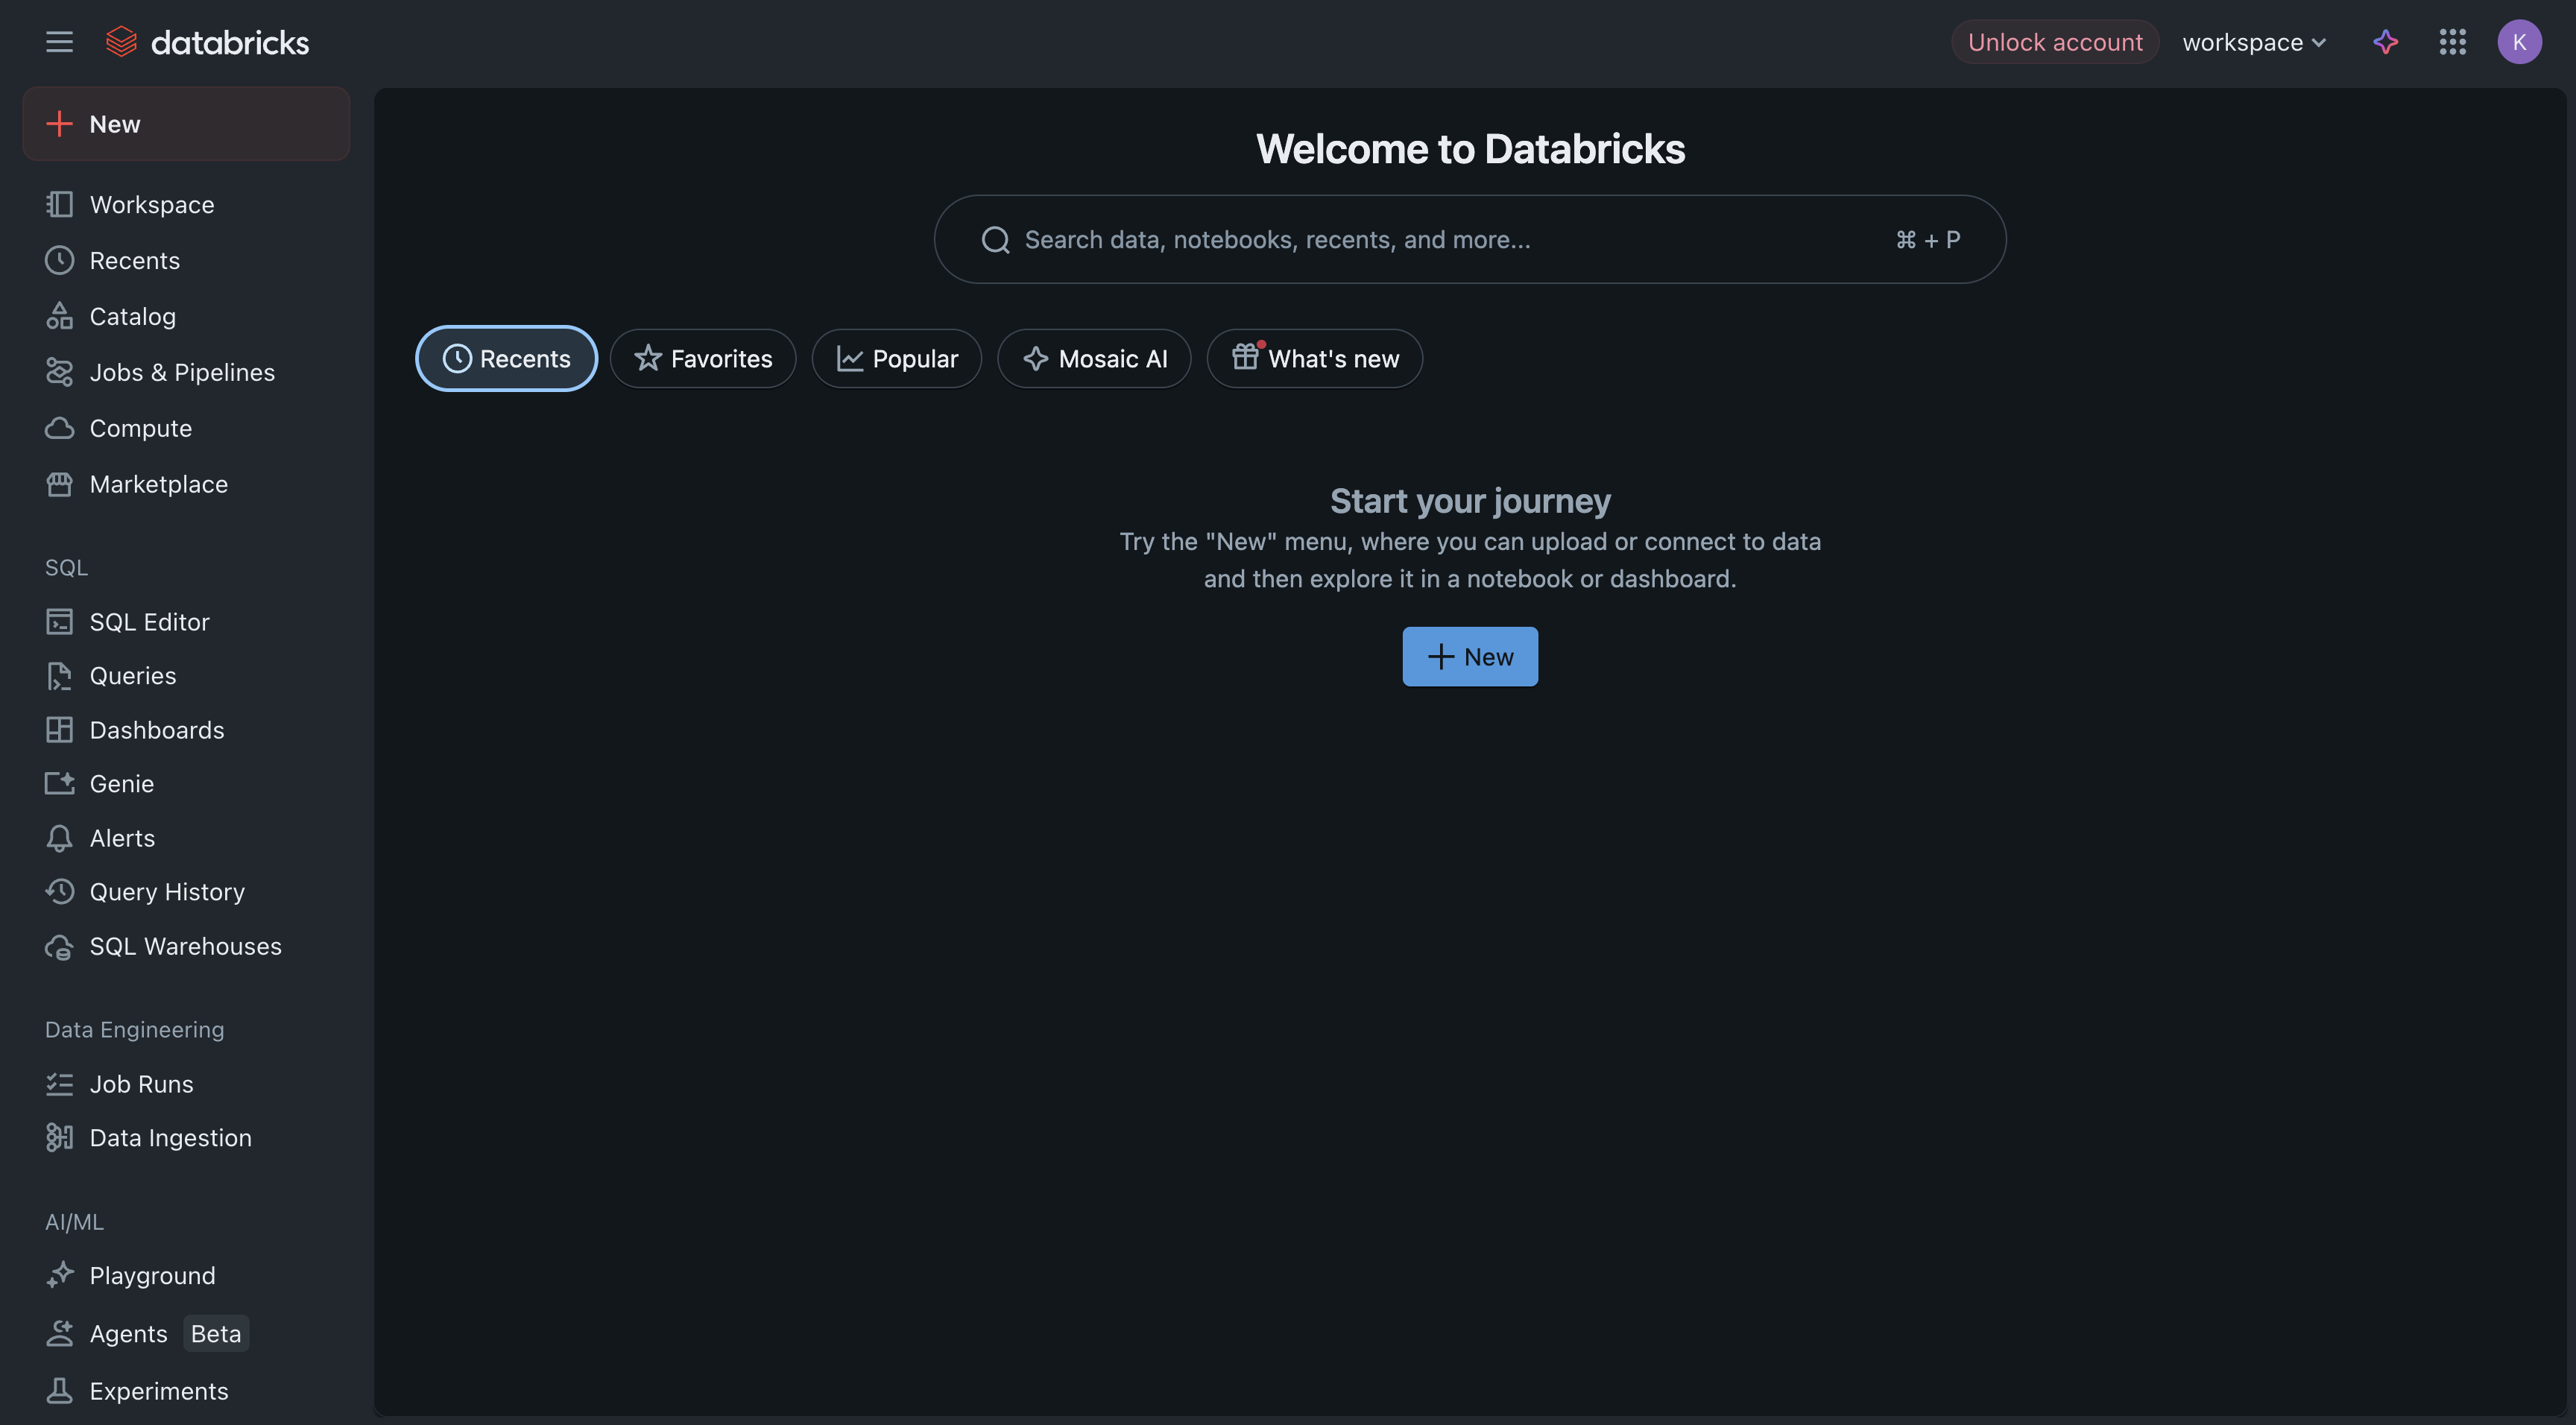 databricks
Unlock account
workspace
K
New
Workspace
Recents
Catalog
Jobs & Pipelines
Compute
Marketplace
SQL
SQL Editor
Queries
Dashboards
Genie
Alerts
Query History
SQL Warehouses
Data Engineering
Job Runs
Data Ingestion
AI/ML
Playground
Agents Beta
Experiments
Welcome to Databricks
Search data, notebooks, recents, and more... ⌘ + P
Recents
Favorites
Popular
Mosaic AI
What's new
Start your journey
Try the "New" menu, where you can upload or connect to data
and then explore it in a notebook or dashboard.
New